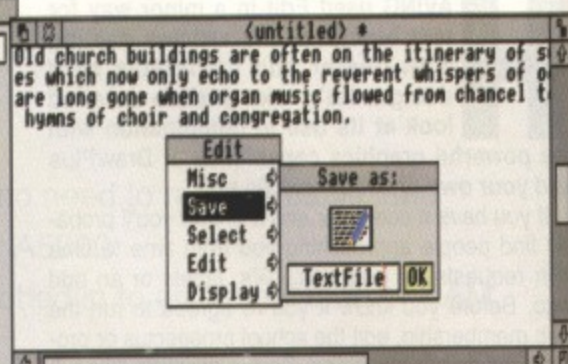 <untitled> *
Old church buildings are often on the itinerary of
es which now only echo to the reverent whispers of
are long gone when organ music flowed from chancel
hymns of choir and congregation.
Edit
Misc
Save
Select
Edit
Display
Save as:
TextFile OK